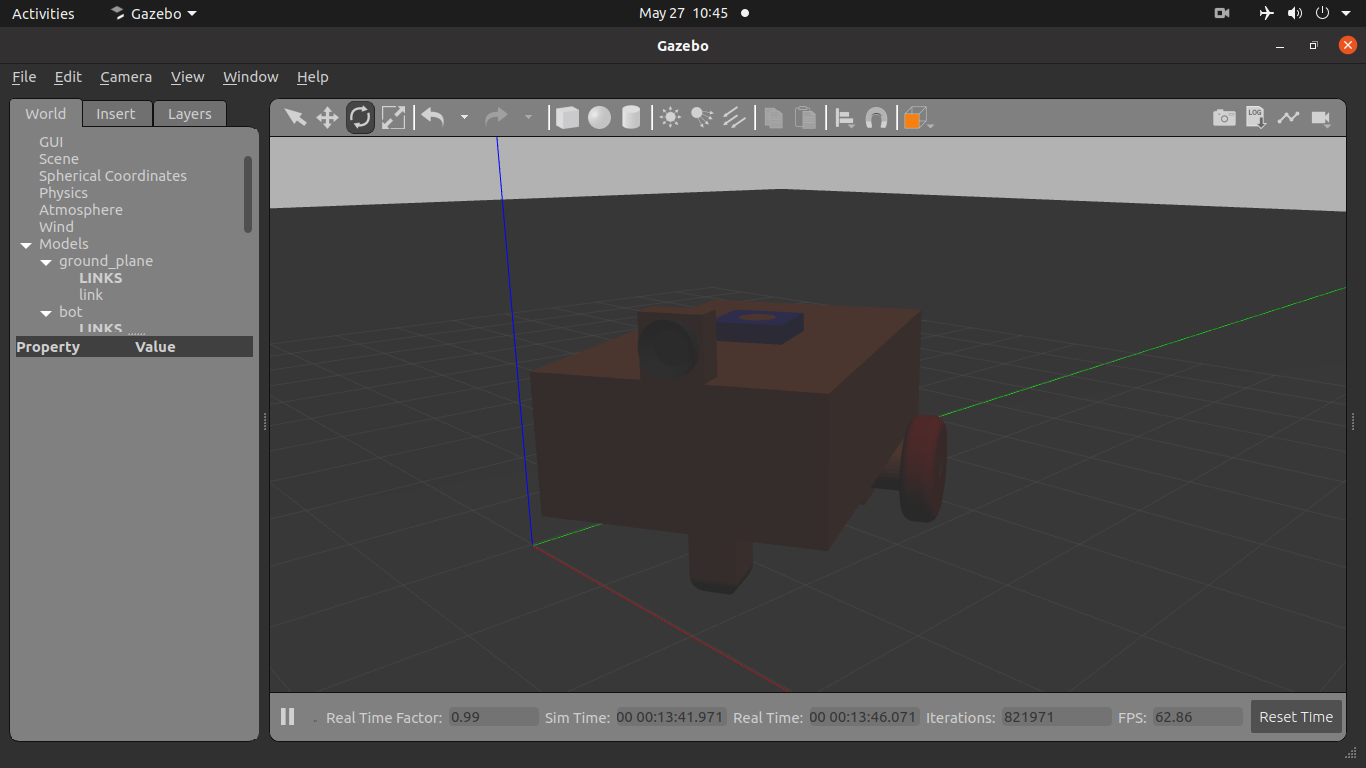 Activities Gazebo May 27 10:45
Gazebo
File Edit Camera View Window Help
World Insert Layers
LOG
GUI
Scene
Spherical Coordinates
Physics
Atmosphere
Wind
Models
ground_plane
LINKS
link
bot
LINKS
Property Value
Real Time Factor: 0.99 Sim Time: 00 00:13:41.971 Real Time: 00 00:13:46.071 Iterations: 821971 FPS: 62.86 Reset Time